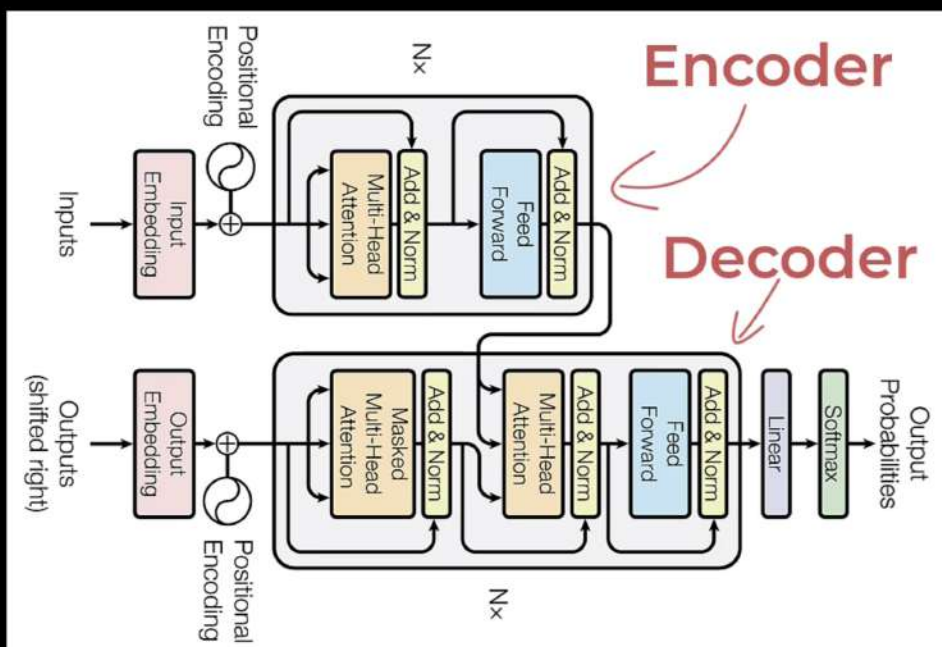 Encoder
Decoder
Nx
Positional
Encoding
Inputs
Input
Embedding
Multi-Head
Attention
Add & Norm
Feed
Forward
Add & Norm
Outputs
(shifted right)
Output
Embedding
Positional
Encoding
Masked
Multi-Head
Attention
Add & Norm
Multi-Head
Attention
Add & Norm
Feed
Forward
Add & Norm
Linear
Softmax
Output
Probabilities
Nx